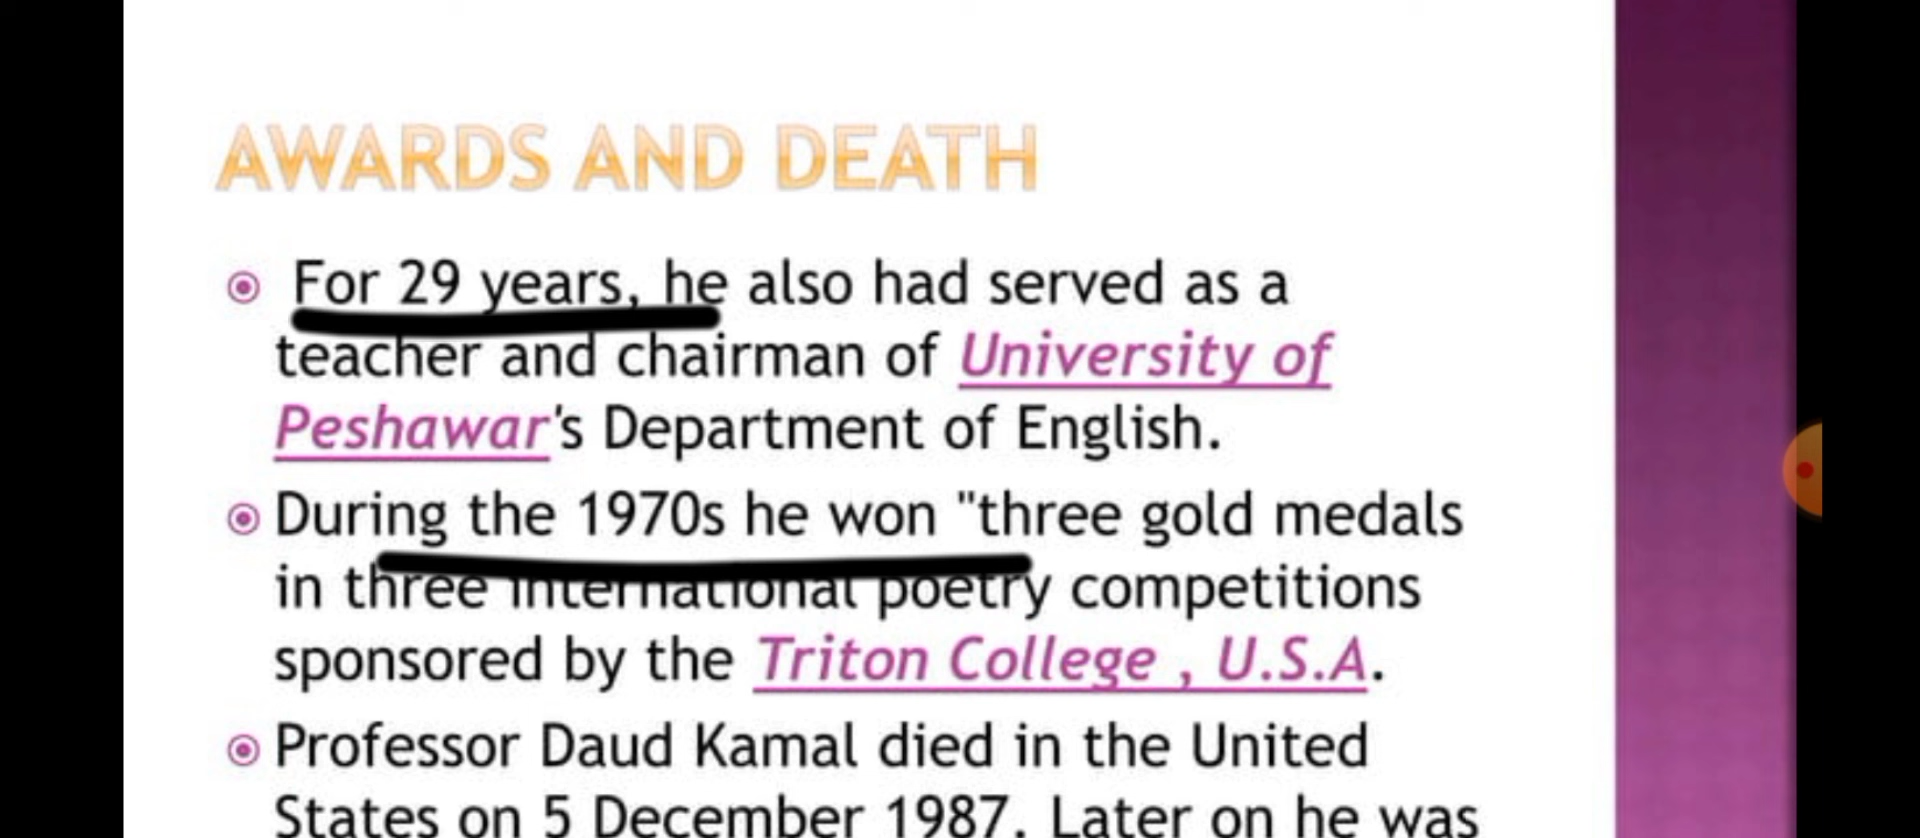 AWARDS AND DEATH
For 29 years, he also had served as a
teacher and chairman of University of
Peshawar's Department of English.
During the 1970s he won "three gold medals
in three international poetry competitions
sponsored by the Triton College , U.S.A.
Professor Daud Kamal died in the United
States on 5 December 1987. Later on he was